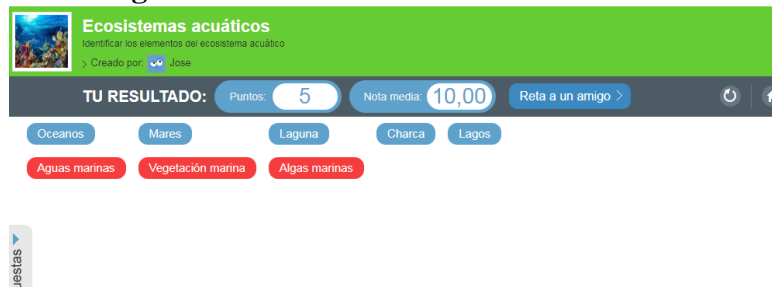 Ecosistemas acuáticos
Identificar los elementos del ecosistema acuático
> Creado por: Jose
TU RESULTADO: Puntos: 5 Nota media: 10,00 Reta a un amigo >
Oceanos Mares Laguna Charca Lagos
Aguas marinas Vegetación marina Algas marinas